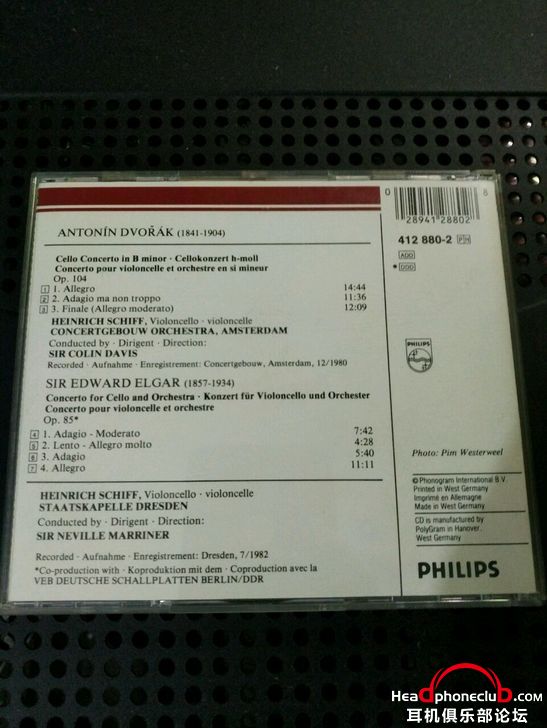 ANTONÍN DVOŘÁK (1841-1904)
Cello Concerto in B minor · Cellokonzert h-moll
Concerto pour violoncelle et orchestre en si mineur
Op. 104
1 1. Allegro 14:44
2 2. Adagio ma non troppo 11:36
3 3. Finale (Allegro moderato) 12:09
HEINRICH SCHIFF, Violoncello · violoncelle
CONCERTGEBOUW ORCHESTRA, AMSTERDAM
Conducted by · Dirigent · Direction:
SIR COLIN DAVIS
Recorded · Aufnahme · Enregistrement: Concertgebouw, Amsterdam, 12/1980
SIR EDWARD ELGAR (1857-1934)
Concerto for Cello and Orchestra · Konzert für Violoncello und Orchester
Concerto pour violoncelle et orchestre
Op. 85*
4 1. Adagio - Moderato 7:42
5 2. Lento - Allegro molto 4:28
6 3. Adagio 5:40
7 4. Allegro 11:11
HEINRICH SCHIFF, Violoncello · violoncelle
STAATSKAPELLE DRESDEN
Conducted by · Dirigent · Direction:
SIR NEVILLE MARRINER
Recorded · Aufnahme · Enregistrement: Dresden, 7/1982
*Co-production with · Koproduktion mit dem · Coproduction avec la
VEB DEUTSCHE SCHALLPLATTEN BERLIN/DDR
0 28941 28802 8
412 880-2 PH
ADD
* DDD
PHILIPS
Photo: Pim Westerweel
© Phonogram International B.V.
Printed in West Germany
Imprimé en Allemagne
Made in West Germany
CD is manufactured by
PolyGram in Hanover,
West Germany
PHILIPS
Headphoneclub.com
耳机俱乐部论坛